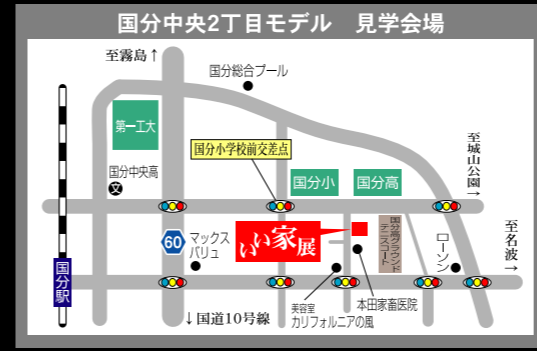 国分中央2丁目モデル　見学会場
至霧島↑
国分総合プール
第一工大
国分小学校前交差点
至城山公園→
国分中央高
文
国分小
国分高
60
マックス
バリュ
いい家展
国分高グラウンド
テニスコート
ローソン
至名波→
国分駅
美容室
カリフォルニアの風
本田家畜医院
↓国道10号線